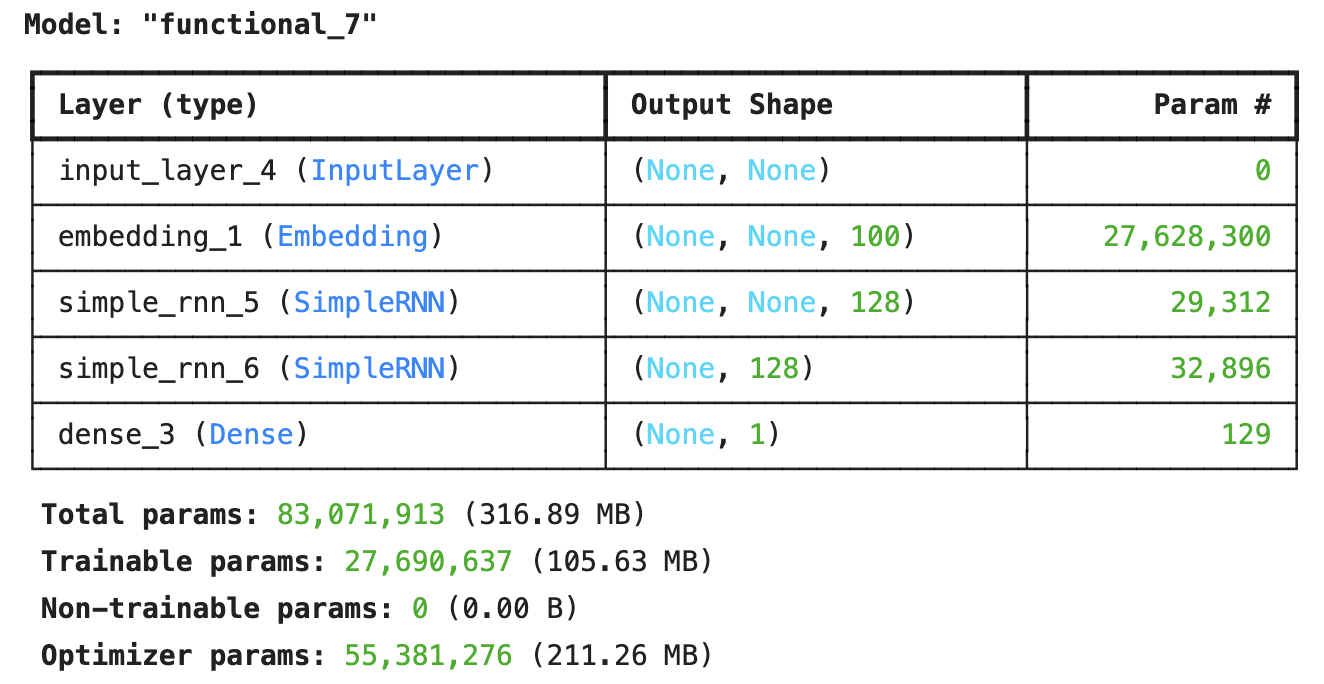 Model: "functional_7"
Layer (type) Output Shape Param #
input_layer_4 (InputLayer) (None, None) 0
embedding_1 (Embedding) (None, None, 100) 27,628,300
simple_rnn_5 (SimpleRNN) (None, None, 128) 29,312
simple_rnn_6 (SimpleRNN) (None, 128) 32,896
dense_3 (Dense) (None, 1) 129
Total params: 83,071,913 (316.89 MB)
Trainable params: 27,690,637 (105.63 MB)
Non-trainable params: 0 (0.00 B)
Optimizer params: 55,381,276 (211.26 MB)